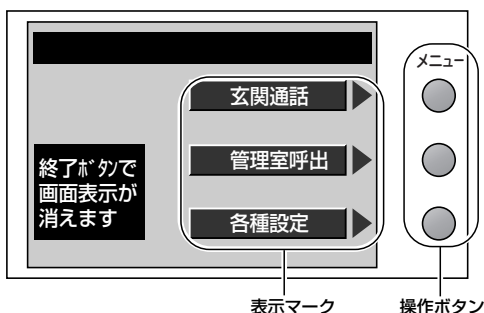 メニュー
玄関通話
管理室呼出
各種設定
終了ﾎﾞﾀﾝで
画面表示が
消えます
表示マーク
操作ボタン